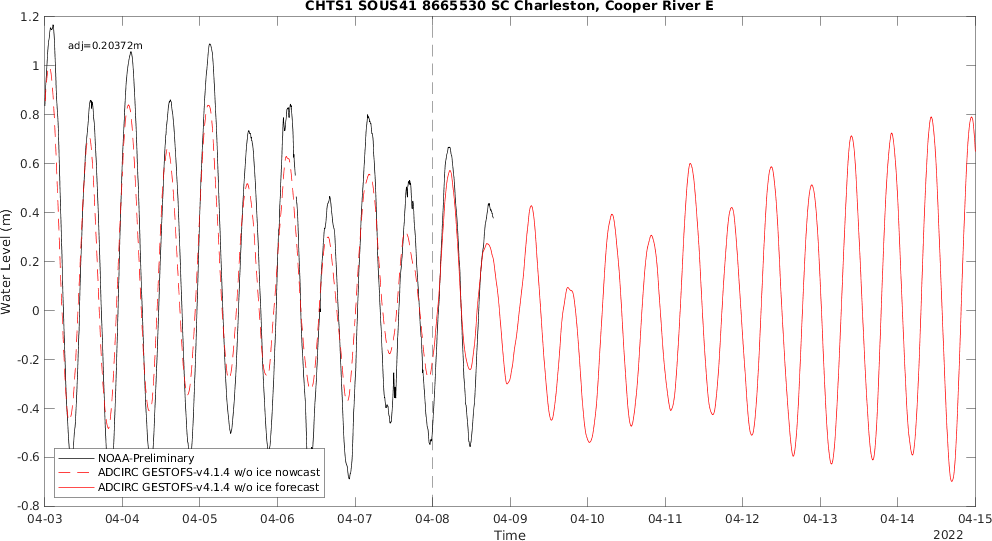 CHTS1 SOUS41 8665530 SC Charleston, Cooper River E
adj=0.20372m
1.2
1
0.8
0.6
0.4
0.2
0
-0.2
-0.4
-0.6
-0.8
Water Level (m)
NOAA-Preliminary
ADCIRC GESTOFS-v4.1.4 w/o ice nowcast
ADCIRC GESTOFS-v4.1.4 w/o ice forecast
04-03 04-04 04-05 04-06 04-07 04-08 04-09 04-10 04-11 04-12 04-13 04-14 04-15
Time
2022